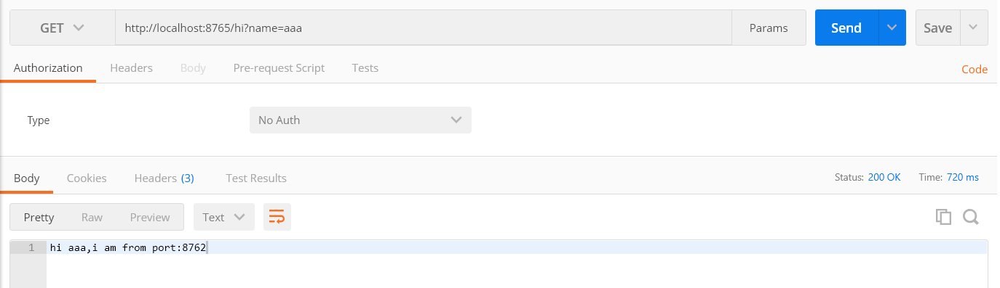 GET http://localhost:8765/hi?name=aaa Params Send Save
Authorization Headers Body Pre-request Script Tests Code
Type No Auth
Body Cookies Headers (3) Test Results Status: 200 OK Time: 720 ms
Pretty Raw Preview Text
1 hi aaa,i am from port:8762